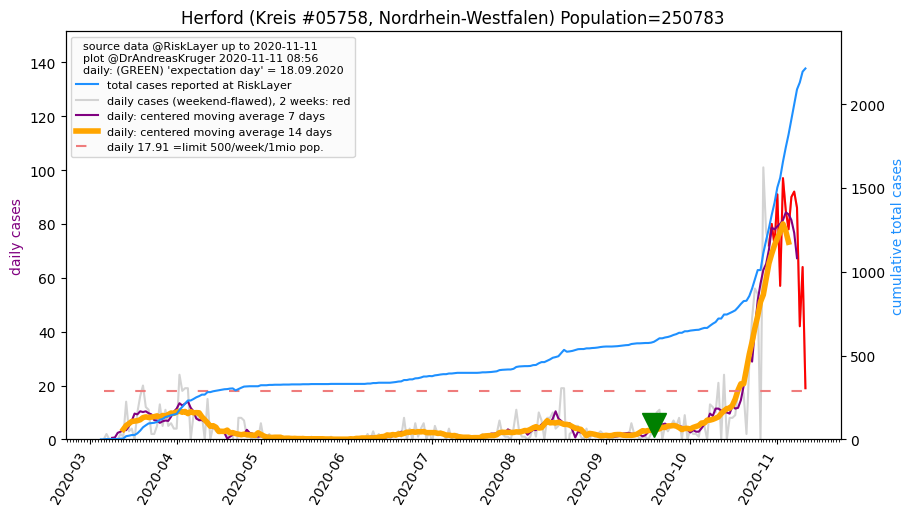 Herford (Kreis #05758, Nordrhein-Westfalen) Population=250783
source data @RiskLayer up to 2020-11-11
plot @DrAndreasKruger 2020-11-11 08:56
daily: (GREEN) 'expectation day' = 18.09.2020
total cases reported at RiskLayer
daily cases (weekend-flawed), 2 weeks: red
daily: centered moving average 7 days
daily: centered moving average 14 days
daily 17.91 =limit 500/week/1mio pop.
daily cases
140
120
100
80
60
40
20
0
cumulative total cases
2000
1500
1000
500
0
2020-03
2020-04
2020-05
2020-06
2020-07
2020-08
2020-09
2020-10
2020-11